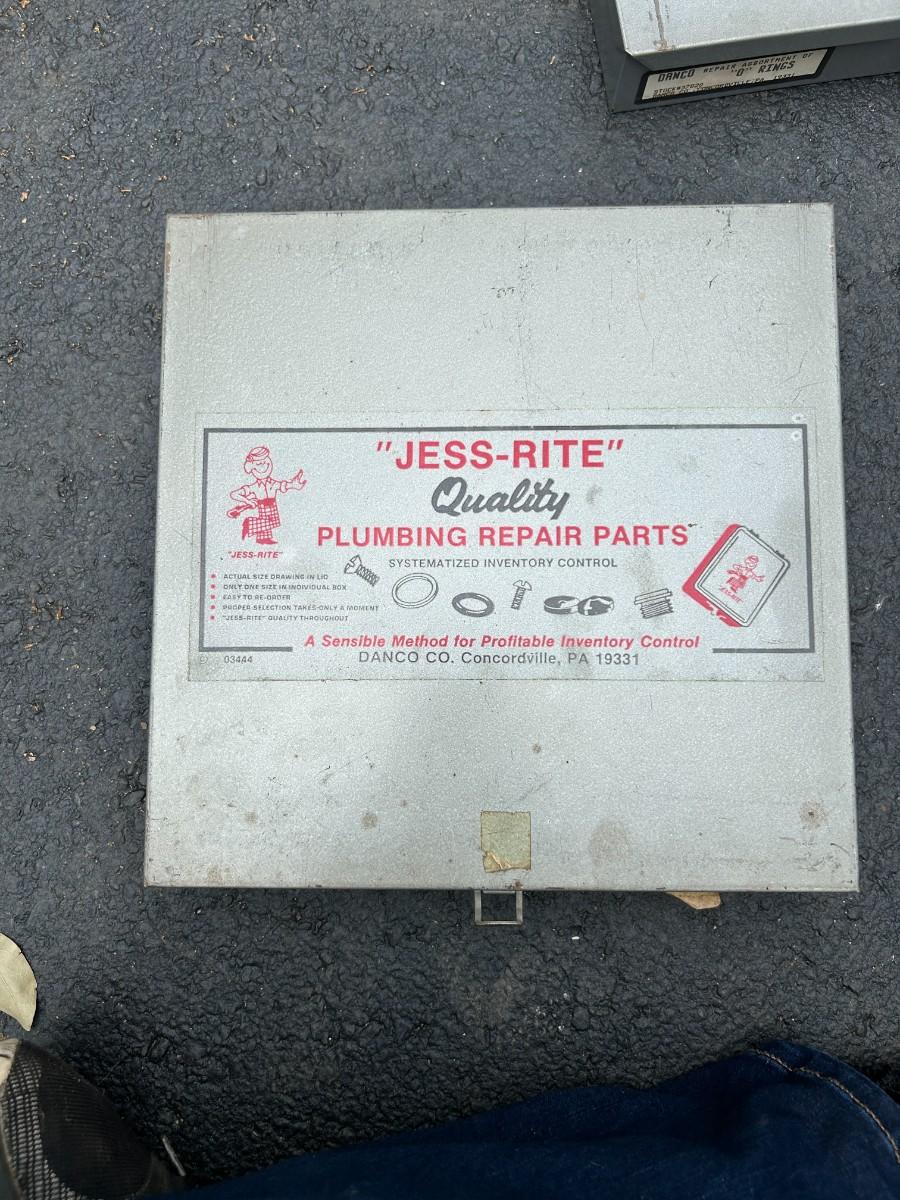 DANCO REPAIR ASSORTMENT OF
"O" RINGS
"JESS-RITE"
Quality
PLUMBING REPAIR PARTS
SYSTEMATIZED INVENTORY CONTROL
"JESS-RITE"
ACTUAL SIZE DRAWING IN LID
ONLY ONE SIZE IN INDIVIDUAL BOX
EASY TO RE-ORDER
PROPER SELECTION TAKES ONLY A MOMENT
"JESS-RITE" QUALITY THROUGHOUT
A Sensible Method for Profitable Inventory Control
03444
DANCO CO. Concordville, PA 19331